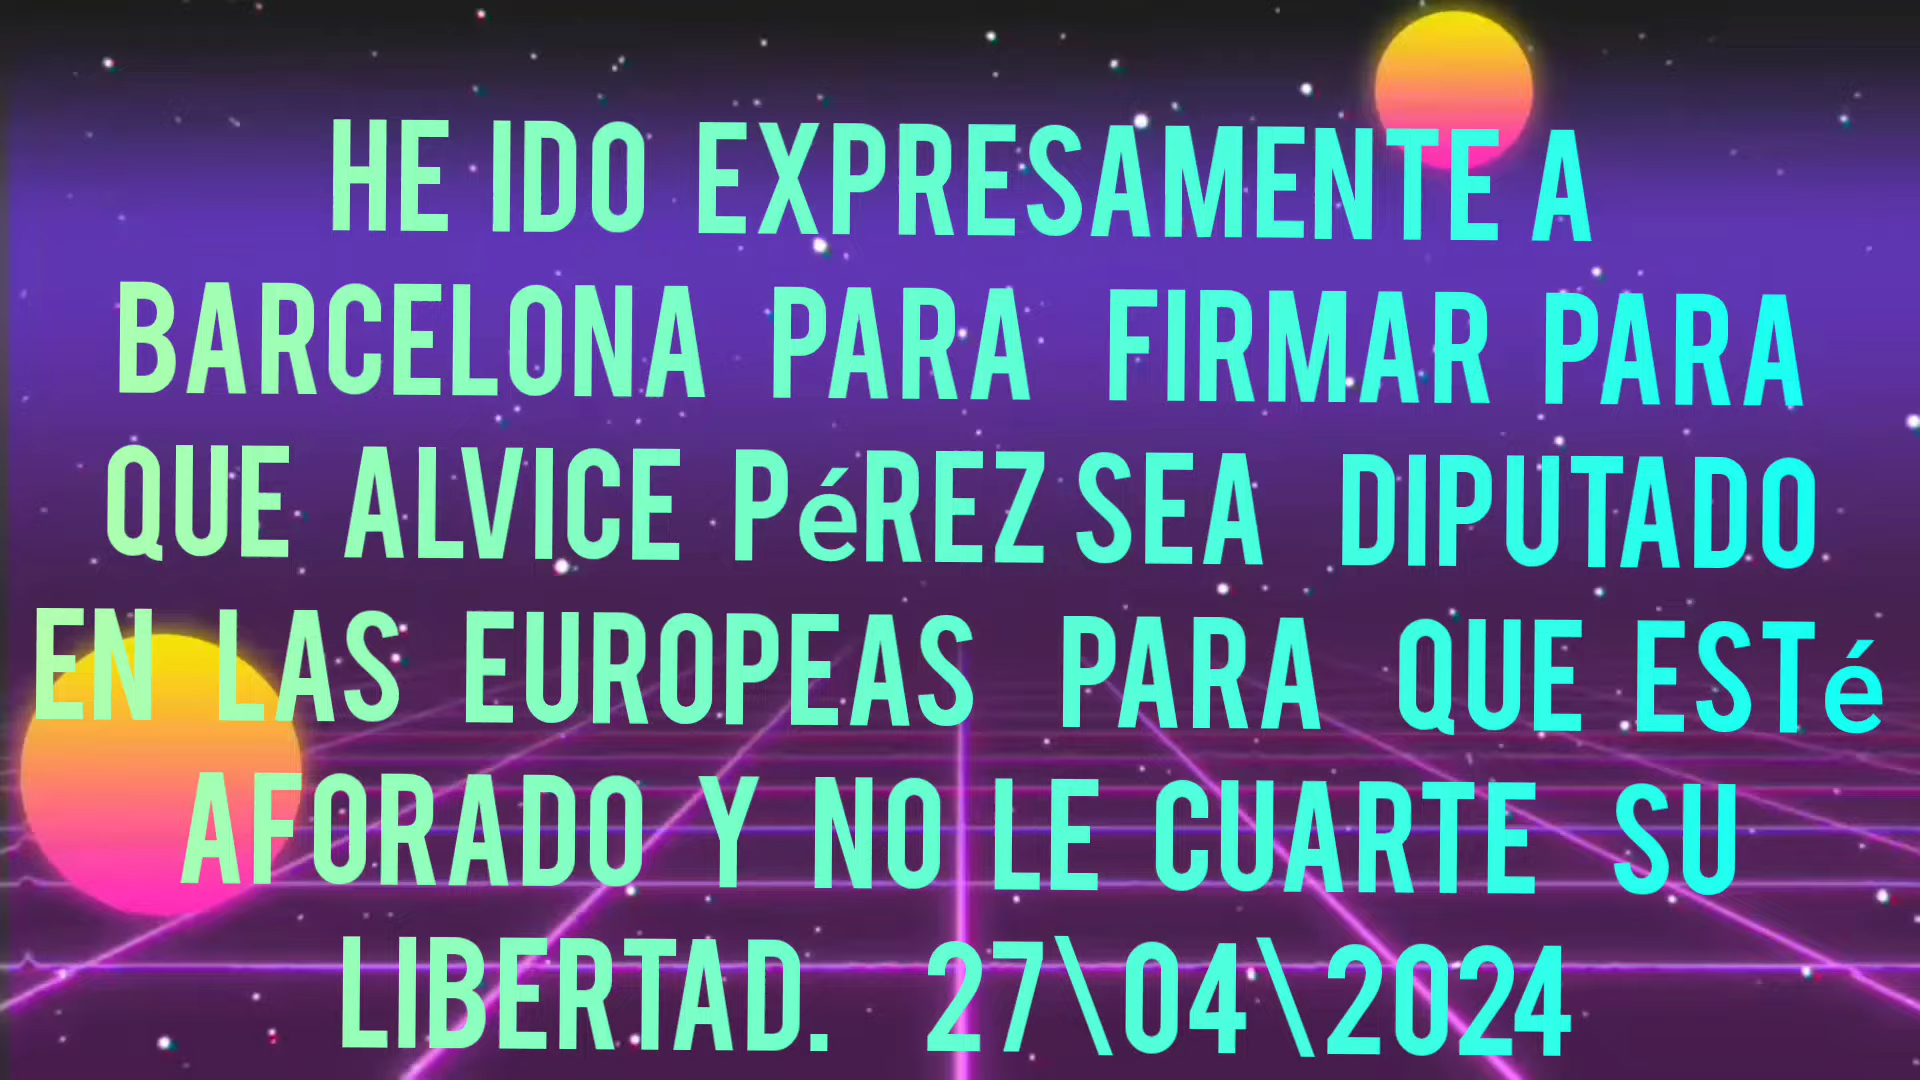 HE IDO EXPRESAMENTE A
BARCELONA PARA FIRMAR PARA
QUE ALVICE PéREZ SEA DIPUTADO
EN LAS EUROPEAS PARA QUE ESTé
AFORADO Y NO LE CUARTE SU
LIBERTAD. 27\04\2024